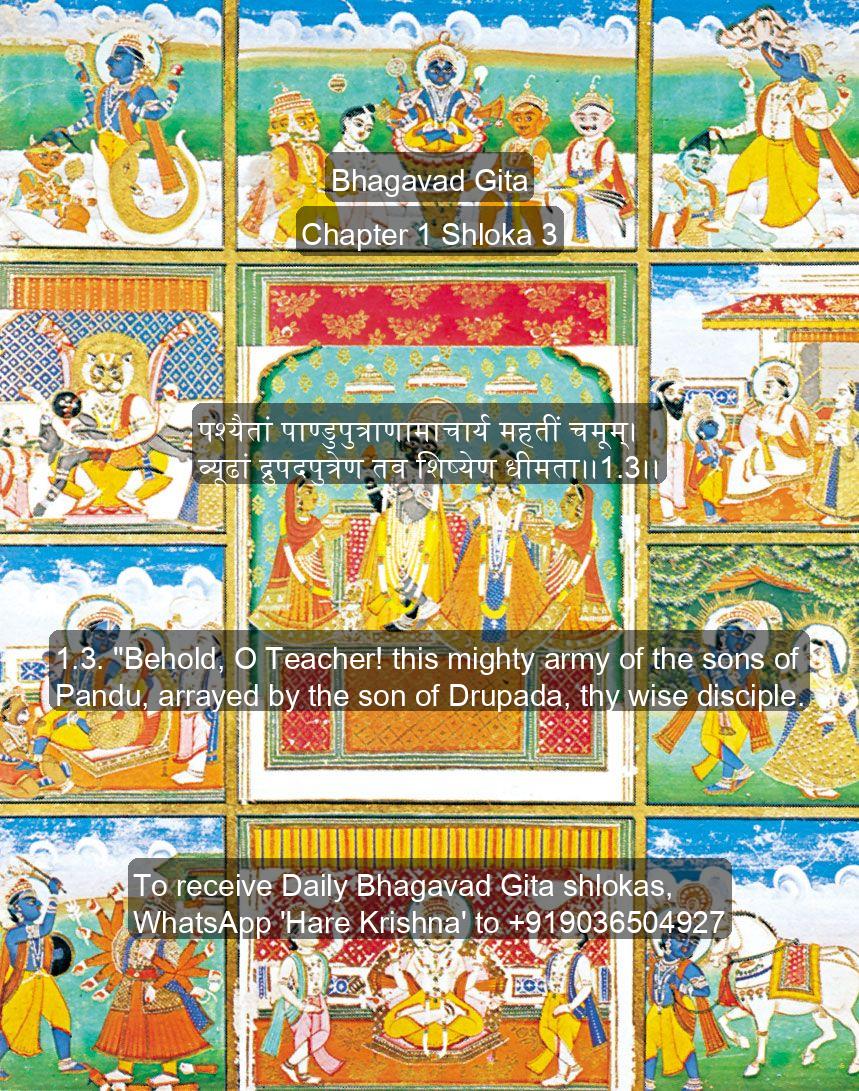 Bhagavad Gita
Chapter 1 Shloka 3
पश्यैतां पाण्डुपुत्राणामाचार्य महतीं चमूम्।
व्यूढां द्रुपदपुत्रेण तव शिष्येण धीमता।।1.3।।
1.3. "Behold, O Teacher! this mighty army of the sons of
Pandu, arrayed by the son of Drupada, thy wise disciple.
To receive Daily Bhagavad Gita shlokas,
WhatsApp 'Hare Krishna' to +919036504927